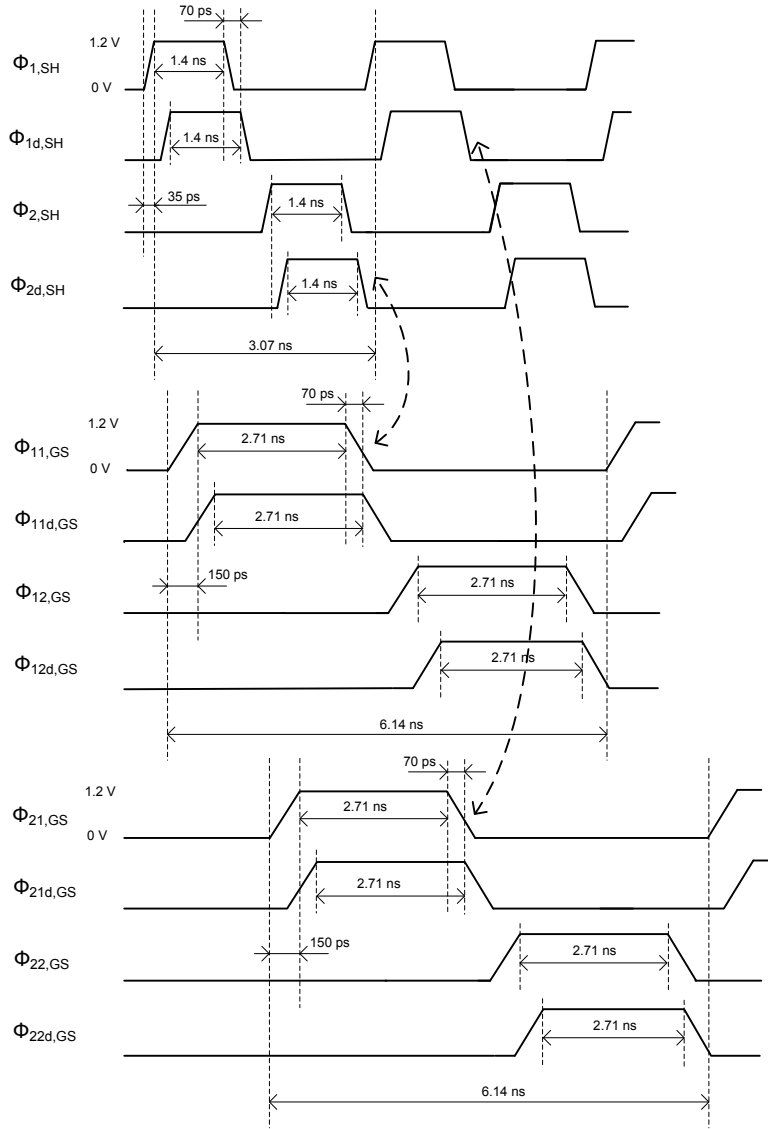 70 ps
1.2 V
Φ1,SH
1.4 ns
0 V
Φ1d,SH
1.4 ns
35 ps
Φ2,SH
1.4 ns
Φ2d,SH
1.4 ns
3.07 ns
70 ps
1.2 V
Φ11,GS
2.71 ns
0 V
Φ11d,GS
2.71 ns
150 ps
Φ12,GS
2.71 ns
Φ12d,GS
2.71 ns
6.14 ns
70 ps
1.2 V
Φ21,GS
2.71 ns
0 V
Φ21d,GS
2.71 ns
150 ps
Φ22,GS
2.71 ns
Φ22d,GS
2.71 ns
6.14 ns